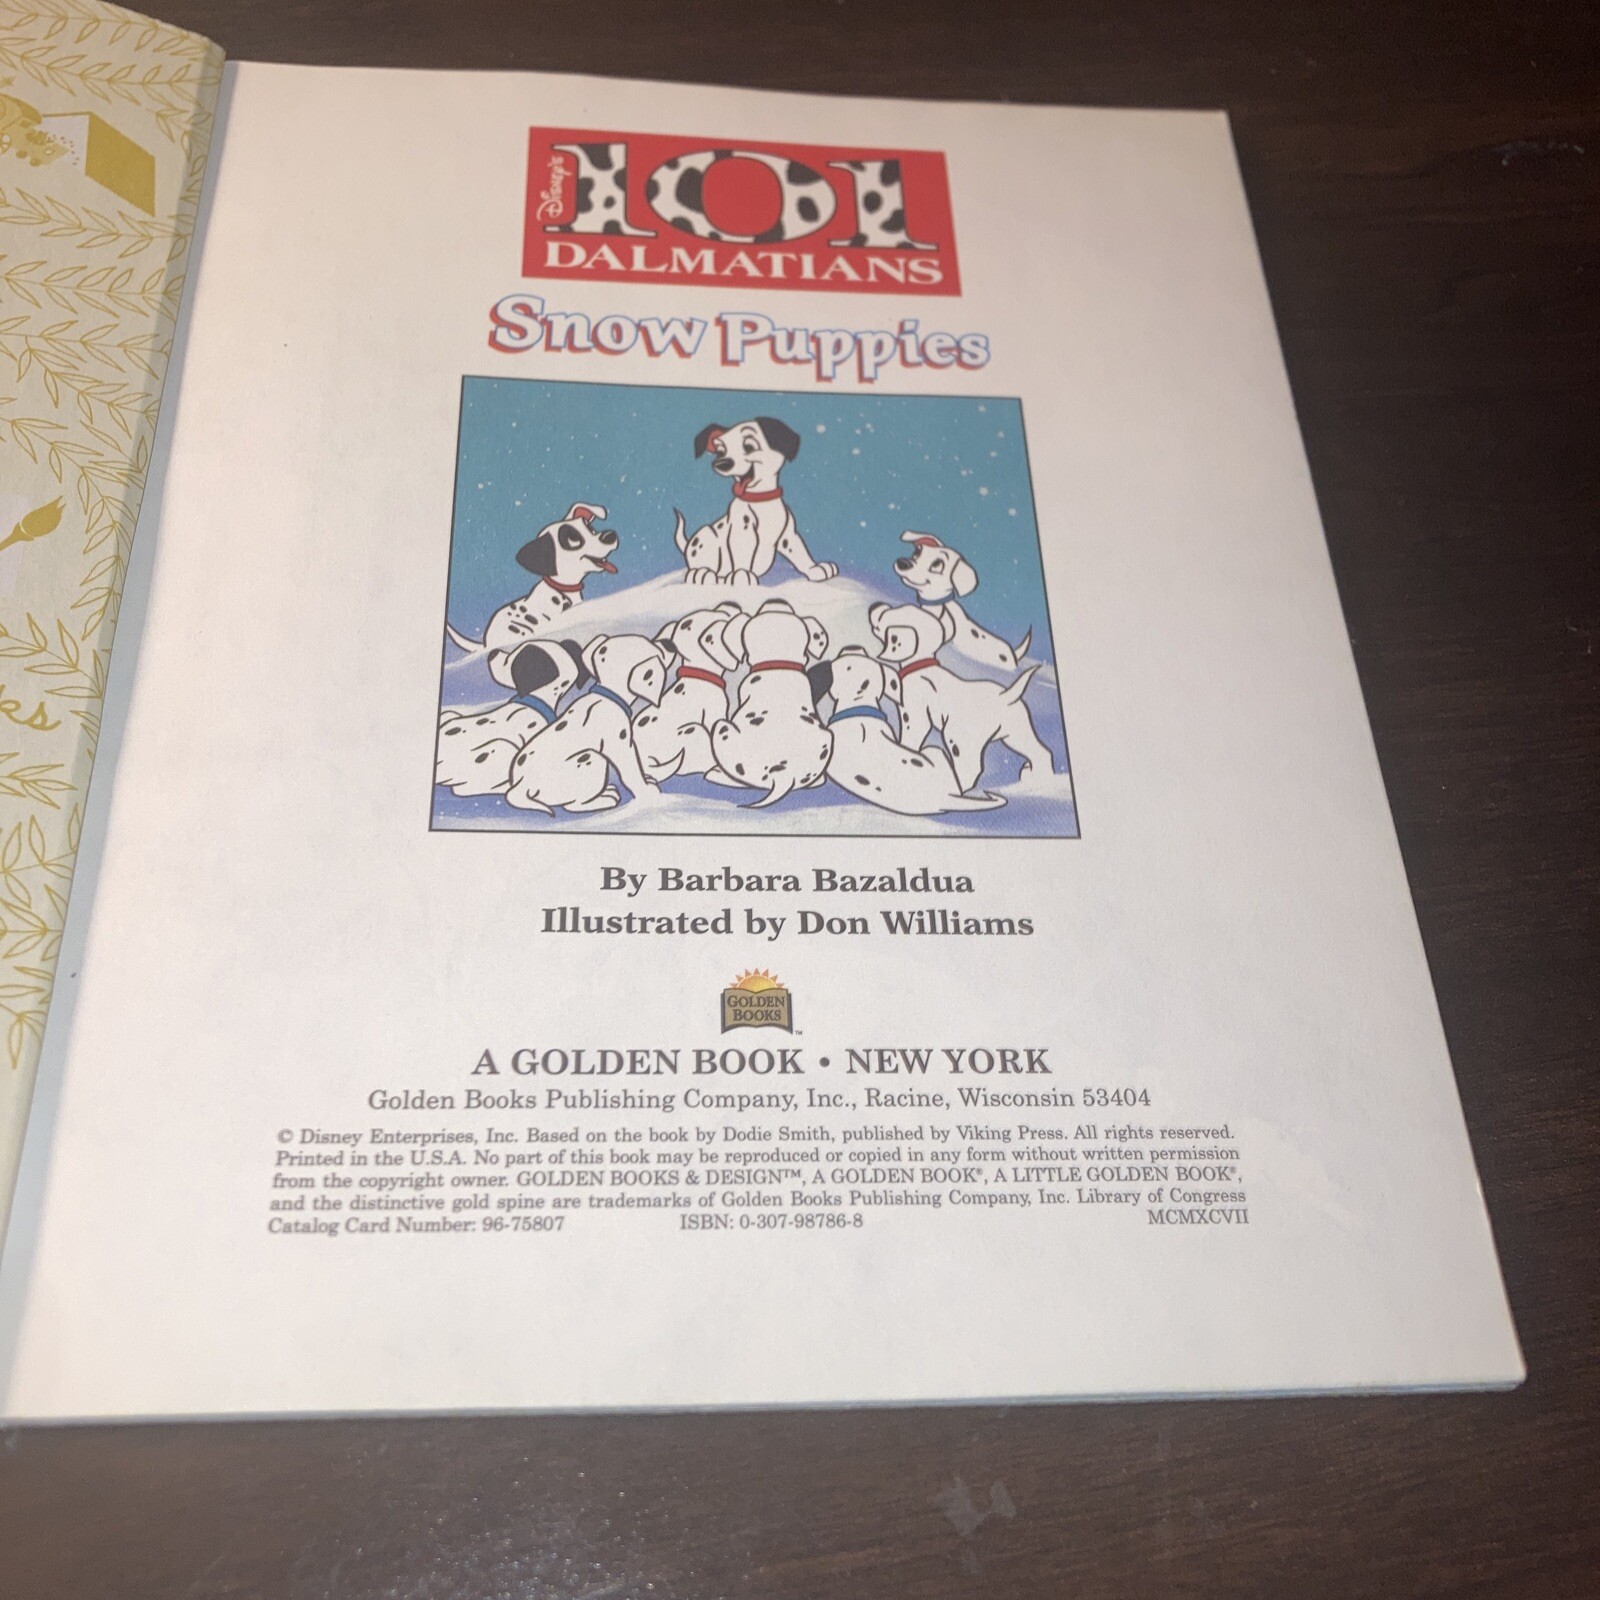 Disney's
101
DALMATIANS
Snow Puppies
By Barbara Bazaldua
Illustrated by Don Williams
GOLDEN
BOOKS
™
A GOLDEN BOOK • NEW YORK
Golden Books Publishing Company, Inc., Racine, Wisconsin 53404
© Disney Enterprises, Inc. Based on the book by Dodie Smith, published by Viking Press. All rights reserved.
Printed in the U.S.A. No part of this book may be reproduced or copied in any form without written permission
from the copyright owner. GOLDEN BOOKS & DESIGN™, A GOLDEN BOOK®, A LITTLE GOLDEN BOOK®,
and the distinctive gold spine are trademarks of Golden Books Publishing Company, Inc. Library of Congress
Catalog Card Number: 96-75807 ISBN: 0-307-98786-8 MCMXCVII